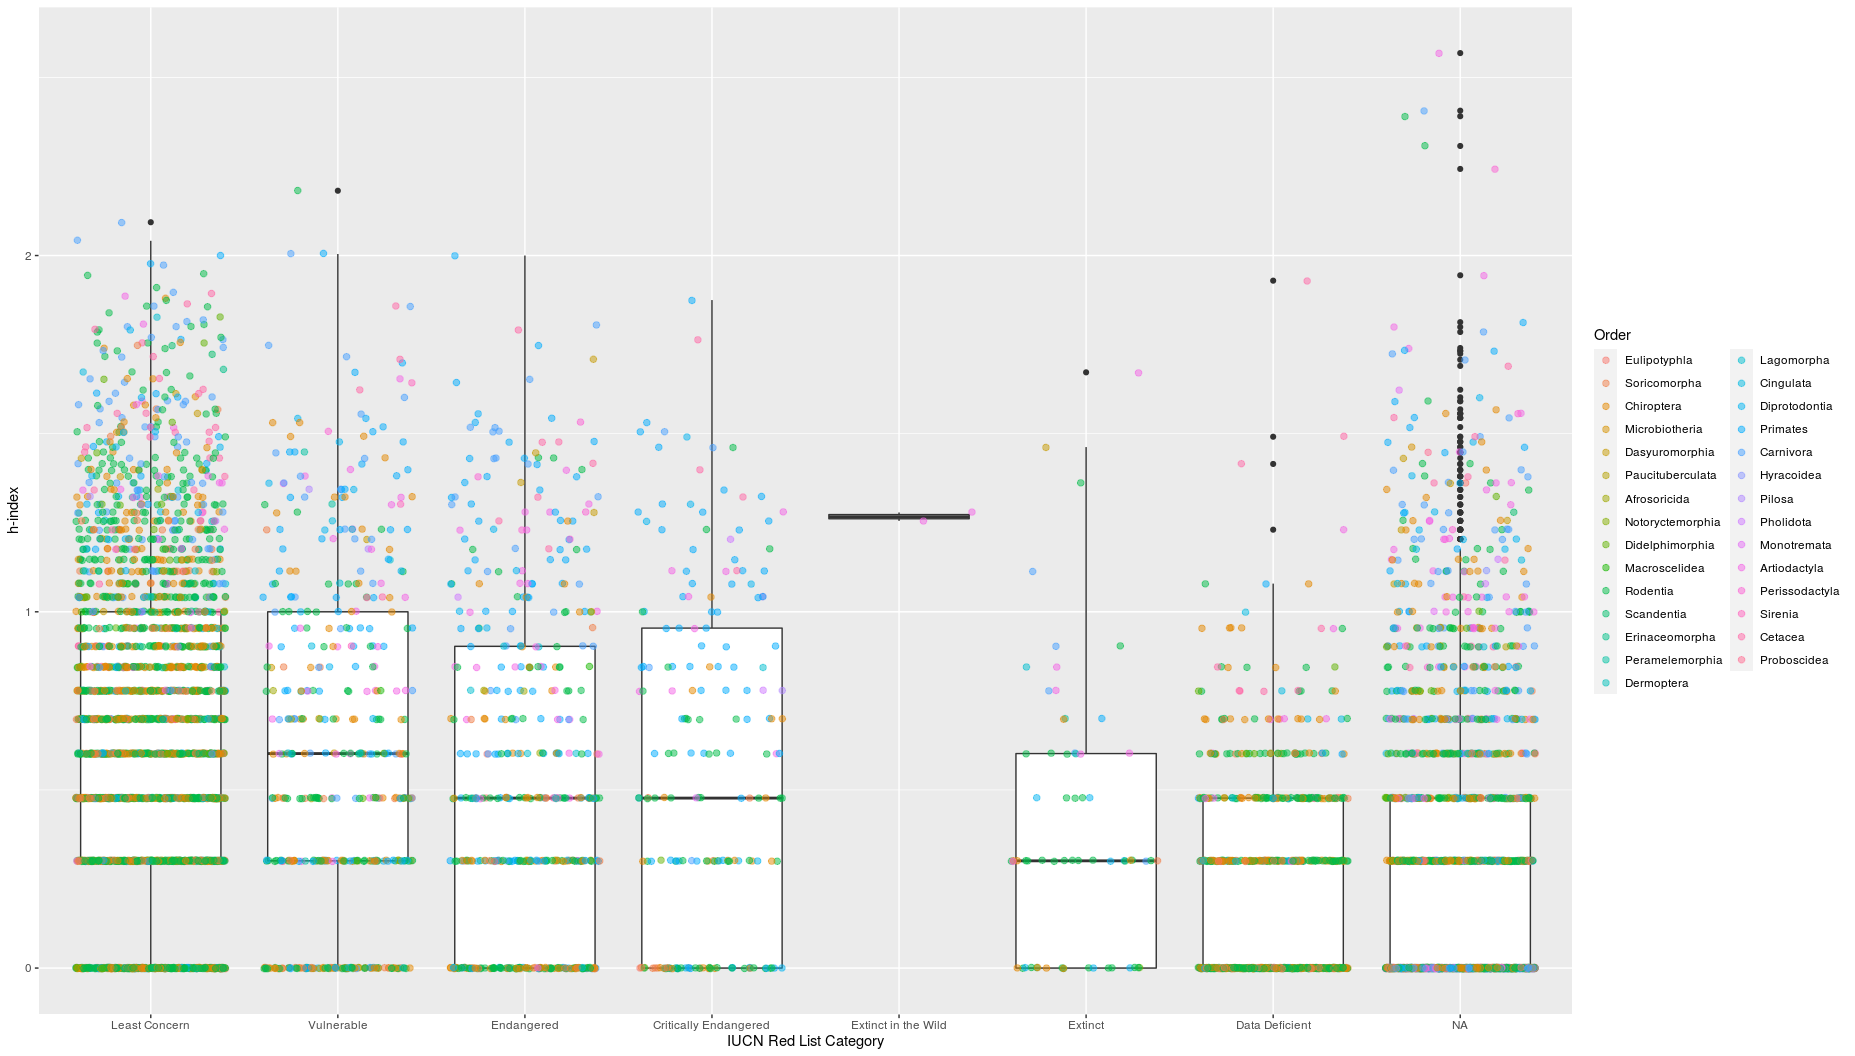 h-index
2
1
0
Least Concern
Vulnerable
Endangered
Critically Endangered
Extinct in the Wild
Extinct
Data Deficient
NA
IUCN Red List Category
Order
Eulipotyphla
Soricomorpha
Chiroptera
Microbiotheria
Dasyuromorphia
Paucituberculata
Afrosoricida
Notoryctemorphia
Didelphimorphia
Macroscelidea
Rodentia
Scandentia
Erinaceomorpha
Peramelemorphia
Dermoptera
Lagomorpha
Cingulata
Diprotodontia
Primates
Carnivora
Hyracoidea
Pilosa
Pholidota
Monotremata
Artiodactyla
Perissodactyla
Sirenia
Cetacea
Proboscidea